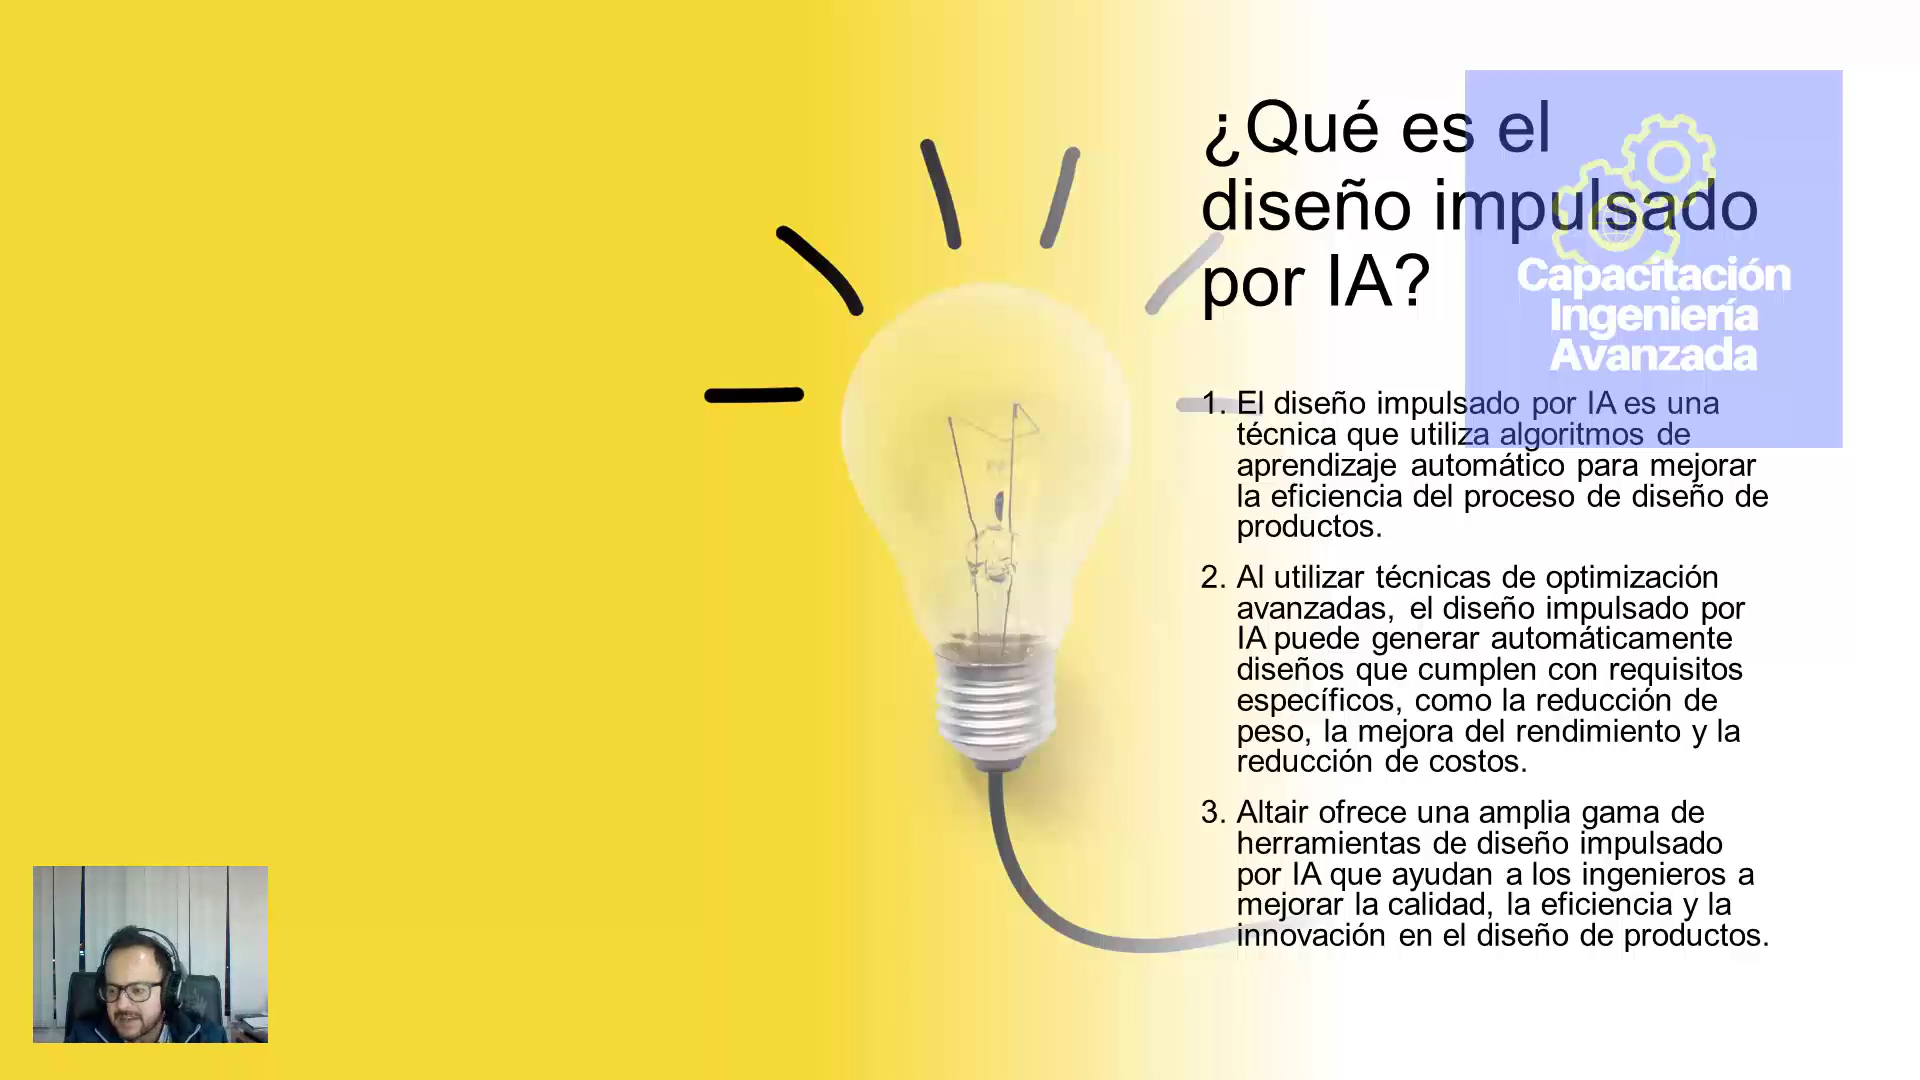 ¿Qué es el
diseño impulsado
por IA?
Capacitación
Ingeniería
Avanzada
1. El diseño impulsado por IA es una
técnica que utiliza algoritmos de
aprendizaje automático para mejorar
la eficiencia del proceso de diseño de
productos.
2. Al utilizar técnicas de optimización
avanzadas, el diseño impulsado por
IA puede generar automáticamente
diseños que cumplen con requisitos
específicos, como la reducción de
peso, la mejora del rendimiento y la
reducción de costos.
3. Altair ofrece una amplia gama de
herramientas de diseño impulsado
por IA que ayudan a los ingenieros a
mejorar la calidad, la eficiencia y la
innovación en el diseño de productos.